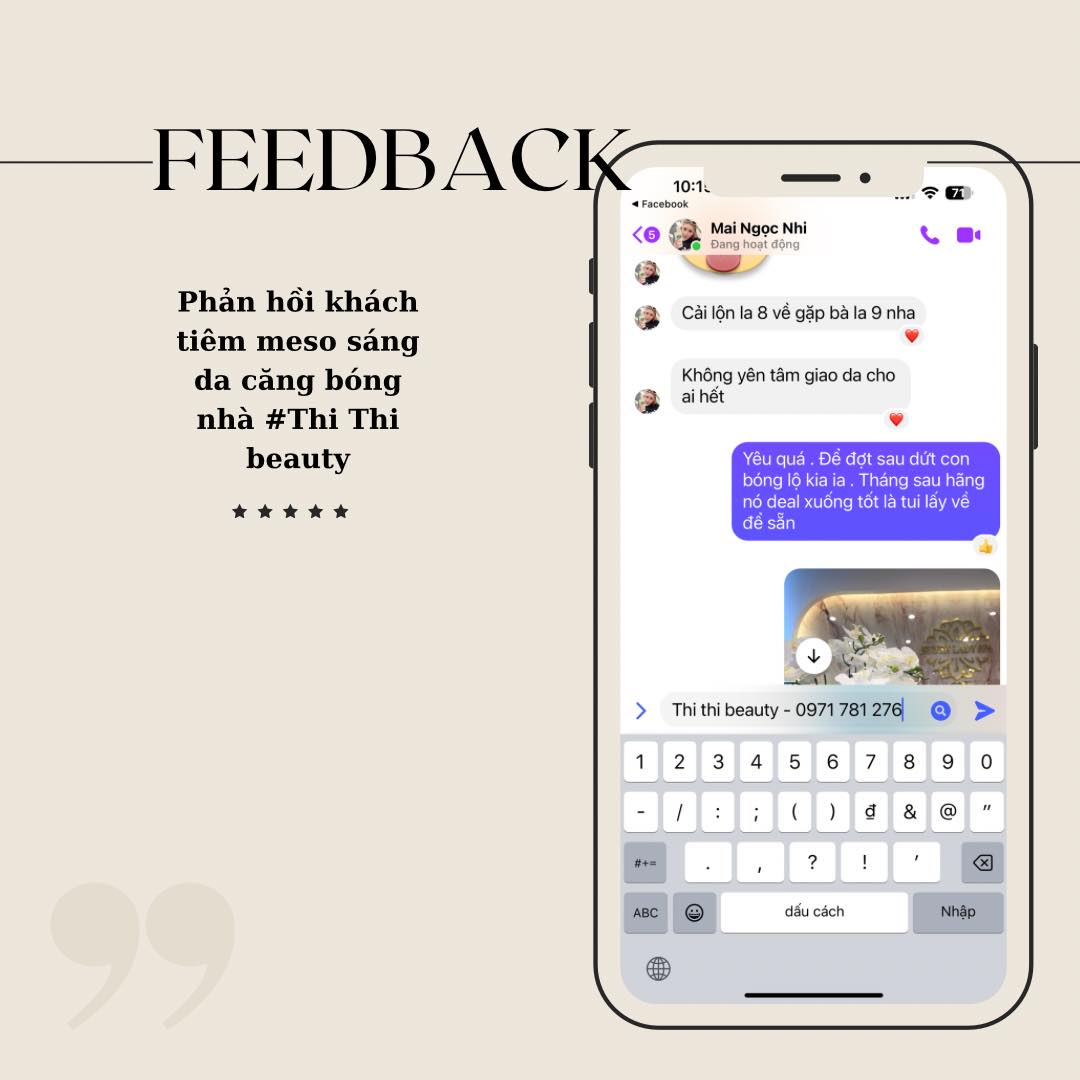 FEEDBACK
Phản hồi khách
tiêm meso sáng
da căng bóng
nhà #Thi Thi
beauty
Facebook
71
5
Mai Ngọc Nhi
Đang hoạt động
Cải lộn la 8 về gặp bà la 9 nha
Không yên tâm giao da cho
ai hết
Yêu quá . Để đợt sau dứt con
bóng lộ kia ia . Tháng sau hãng
nó deal xuống tốt là tui lấy về
để sẵn
Thi thi beauty - 0971 781 276
1 2 3 4 5 6 7 8 9 0
- / : ; ( ) ₫ & @ "
#+= . , ? ! '
ABC dấu cách Nhập